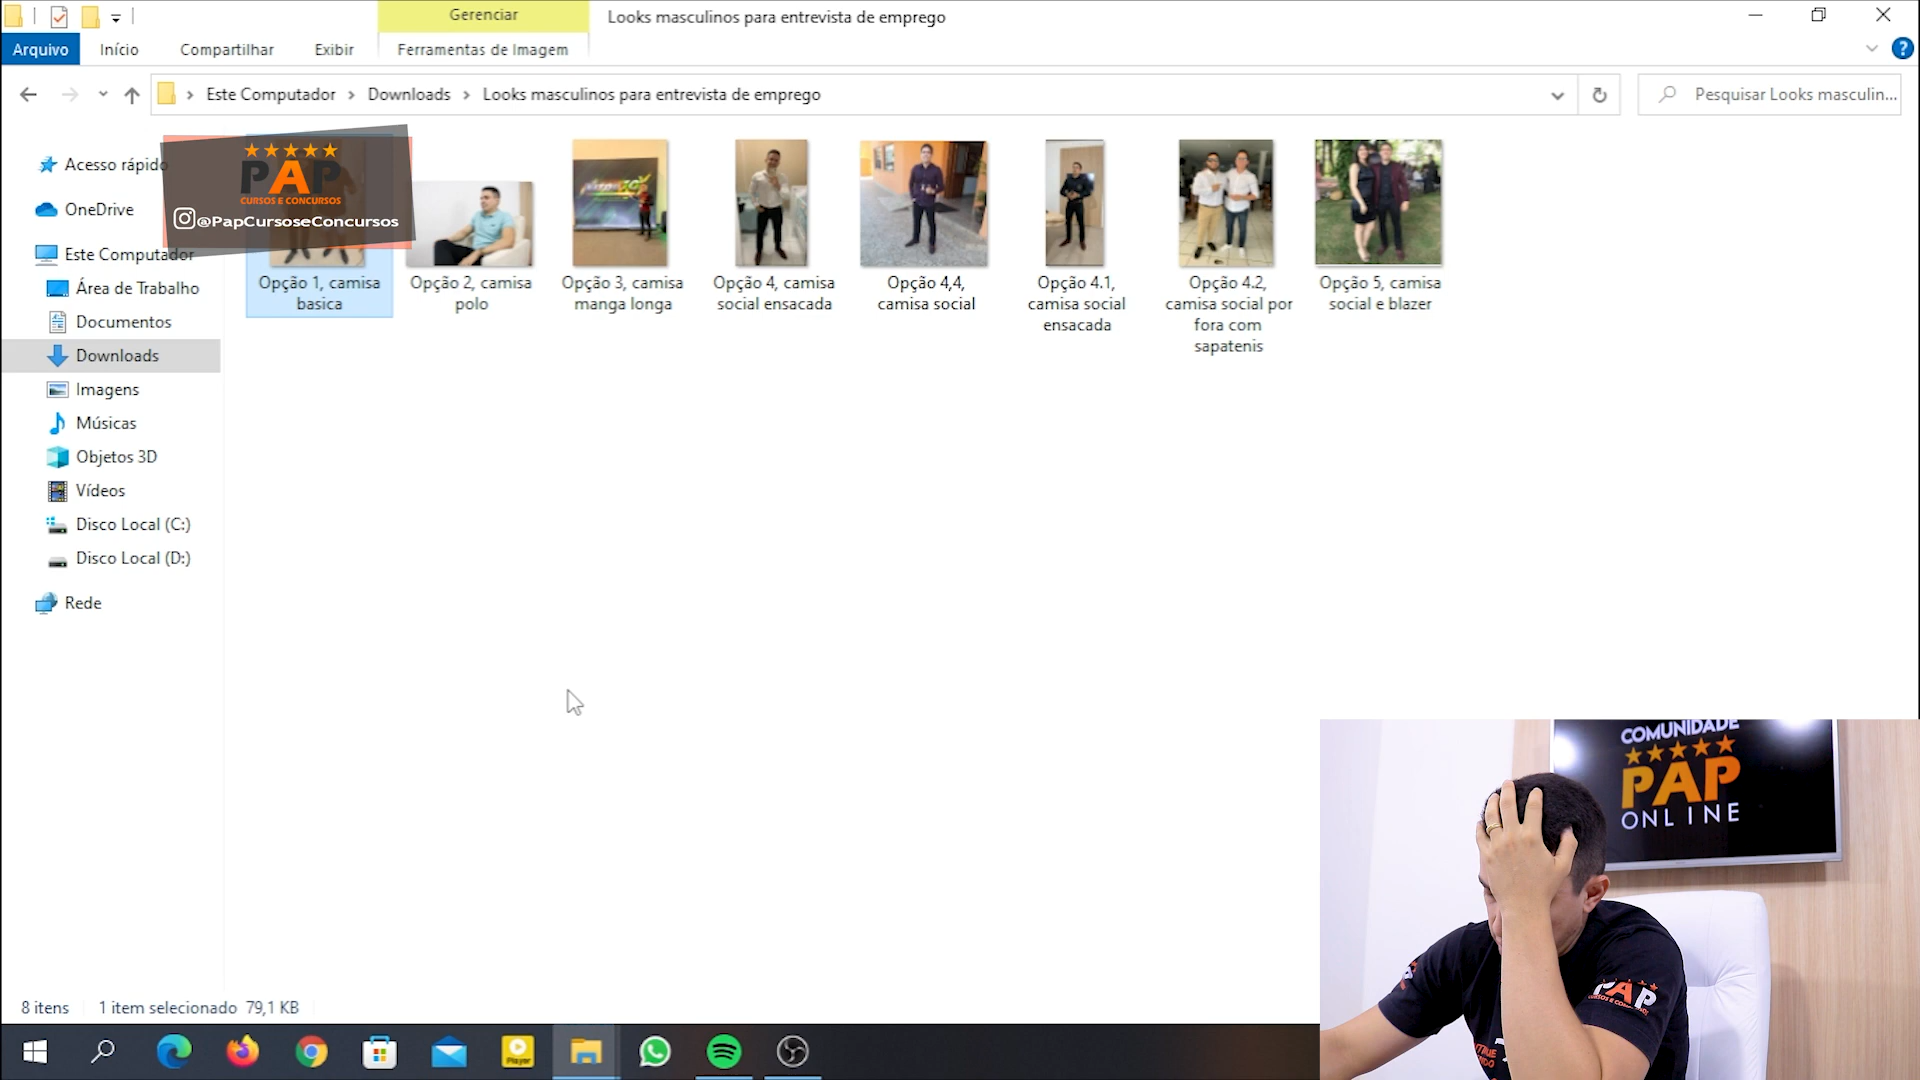 Gerenciar
Looks masculinos para entrevista de emprego
Arquivo
Início
Compartilhar
Exibir
Ferramentas de Imagem
?
Este Computador
Downloads
Looks masculinos para entrevista de emprego
Pesquisar Looks masculin...
Acesso rápido
OneDrive
Este Computador
Área de Trabalho
Documentos
Downloads
Imagens
Músicas
Objetos 3D
Vídeos
Disco Local (C:)
Disco Local (D:)
Rede
PAP
CURSOS E CONCURSOS
@PapCursoseConcursos
Opção 1, camisa
basica
Opção 2, camisa
polo
Opção 3, camisa
manga longa
Opção 4, camisa
social ensacada
Opção 4,4,
camisa social
Opção 4.1,
camisa social
ensacada
Opção 4.2,
camisa social por
fora com
sapatenis
Opção 5, camisa
social e blazer
COMUNIDADE
PAP
ONLINE
PAP
8 itens
1 item selecionado 79,1 KB
Player